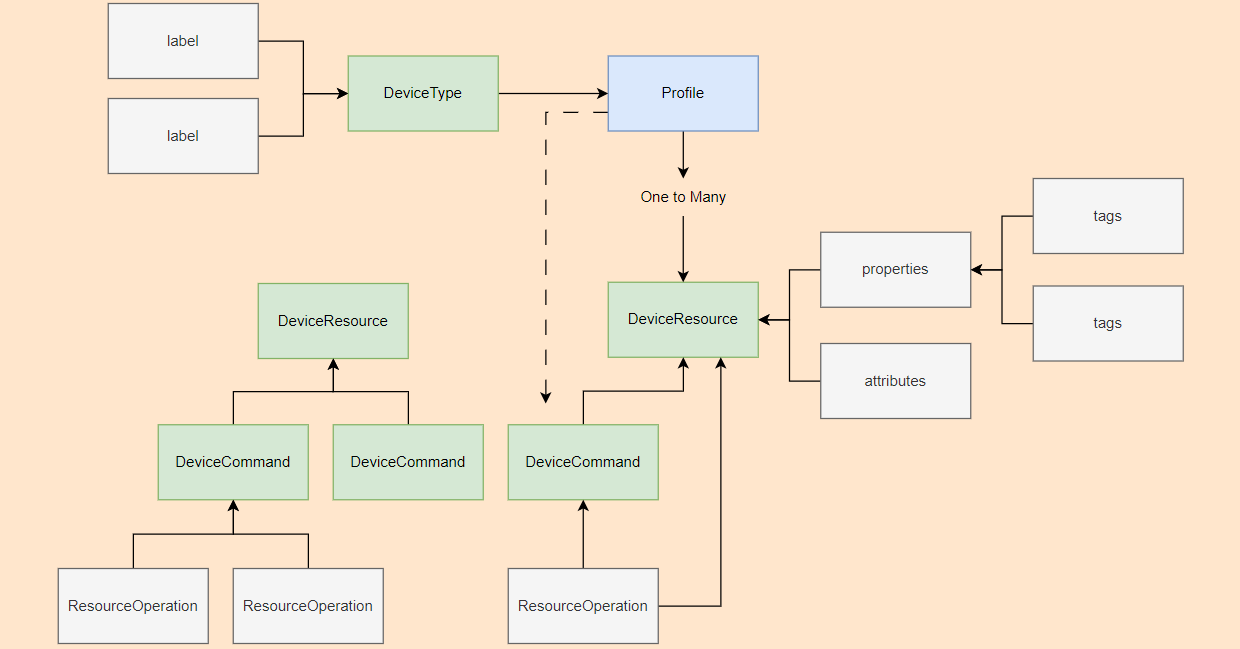 label
DeviceType
Profile
label
One to Many
tags
properties
DeviceResource
DeviceResource
tags
attributes
DeviceCommand
DeviceCommand
DeviceCommand
ResourceOperation
ResourceOperation
ResourceOperation